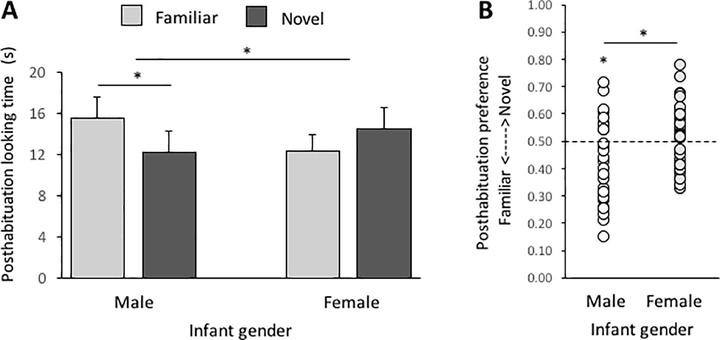 A
Familiar
Novel
Posthabituation looking time (s)
20
16
12
8
4
0
*
*
Male
Female
Infant gender
B
Posthabituation preference
Familiar <-----> Novel
1.00
0.90
0.80
0.70
0.60
0.50
0.40
0.30
0.20
0.10
0.00
*
*
Male
Female
Infant gender